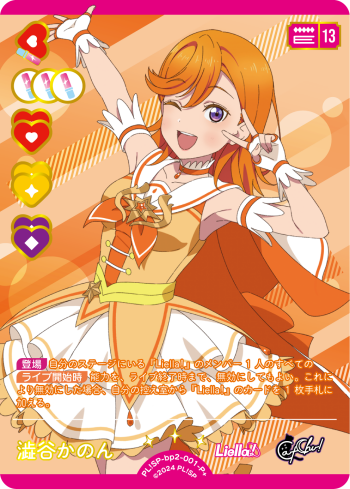 13
登場 自分のステージにいる『Liella!』のメンバー1人のすべての
ライブ開始時 能力を、ライブ終了時まで、無効にしてもよい。これに
より無効にした場合、自分の控え室から『Liella!』のカードを1枚手札に
加える。
澁谷かのん
Liella!
CatChu!
PL!SP-bp2-001-P+
©2024 PL!SP